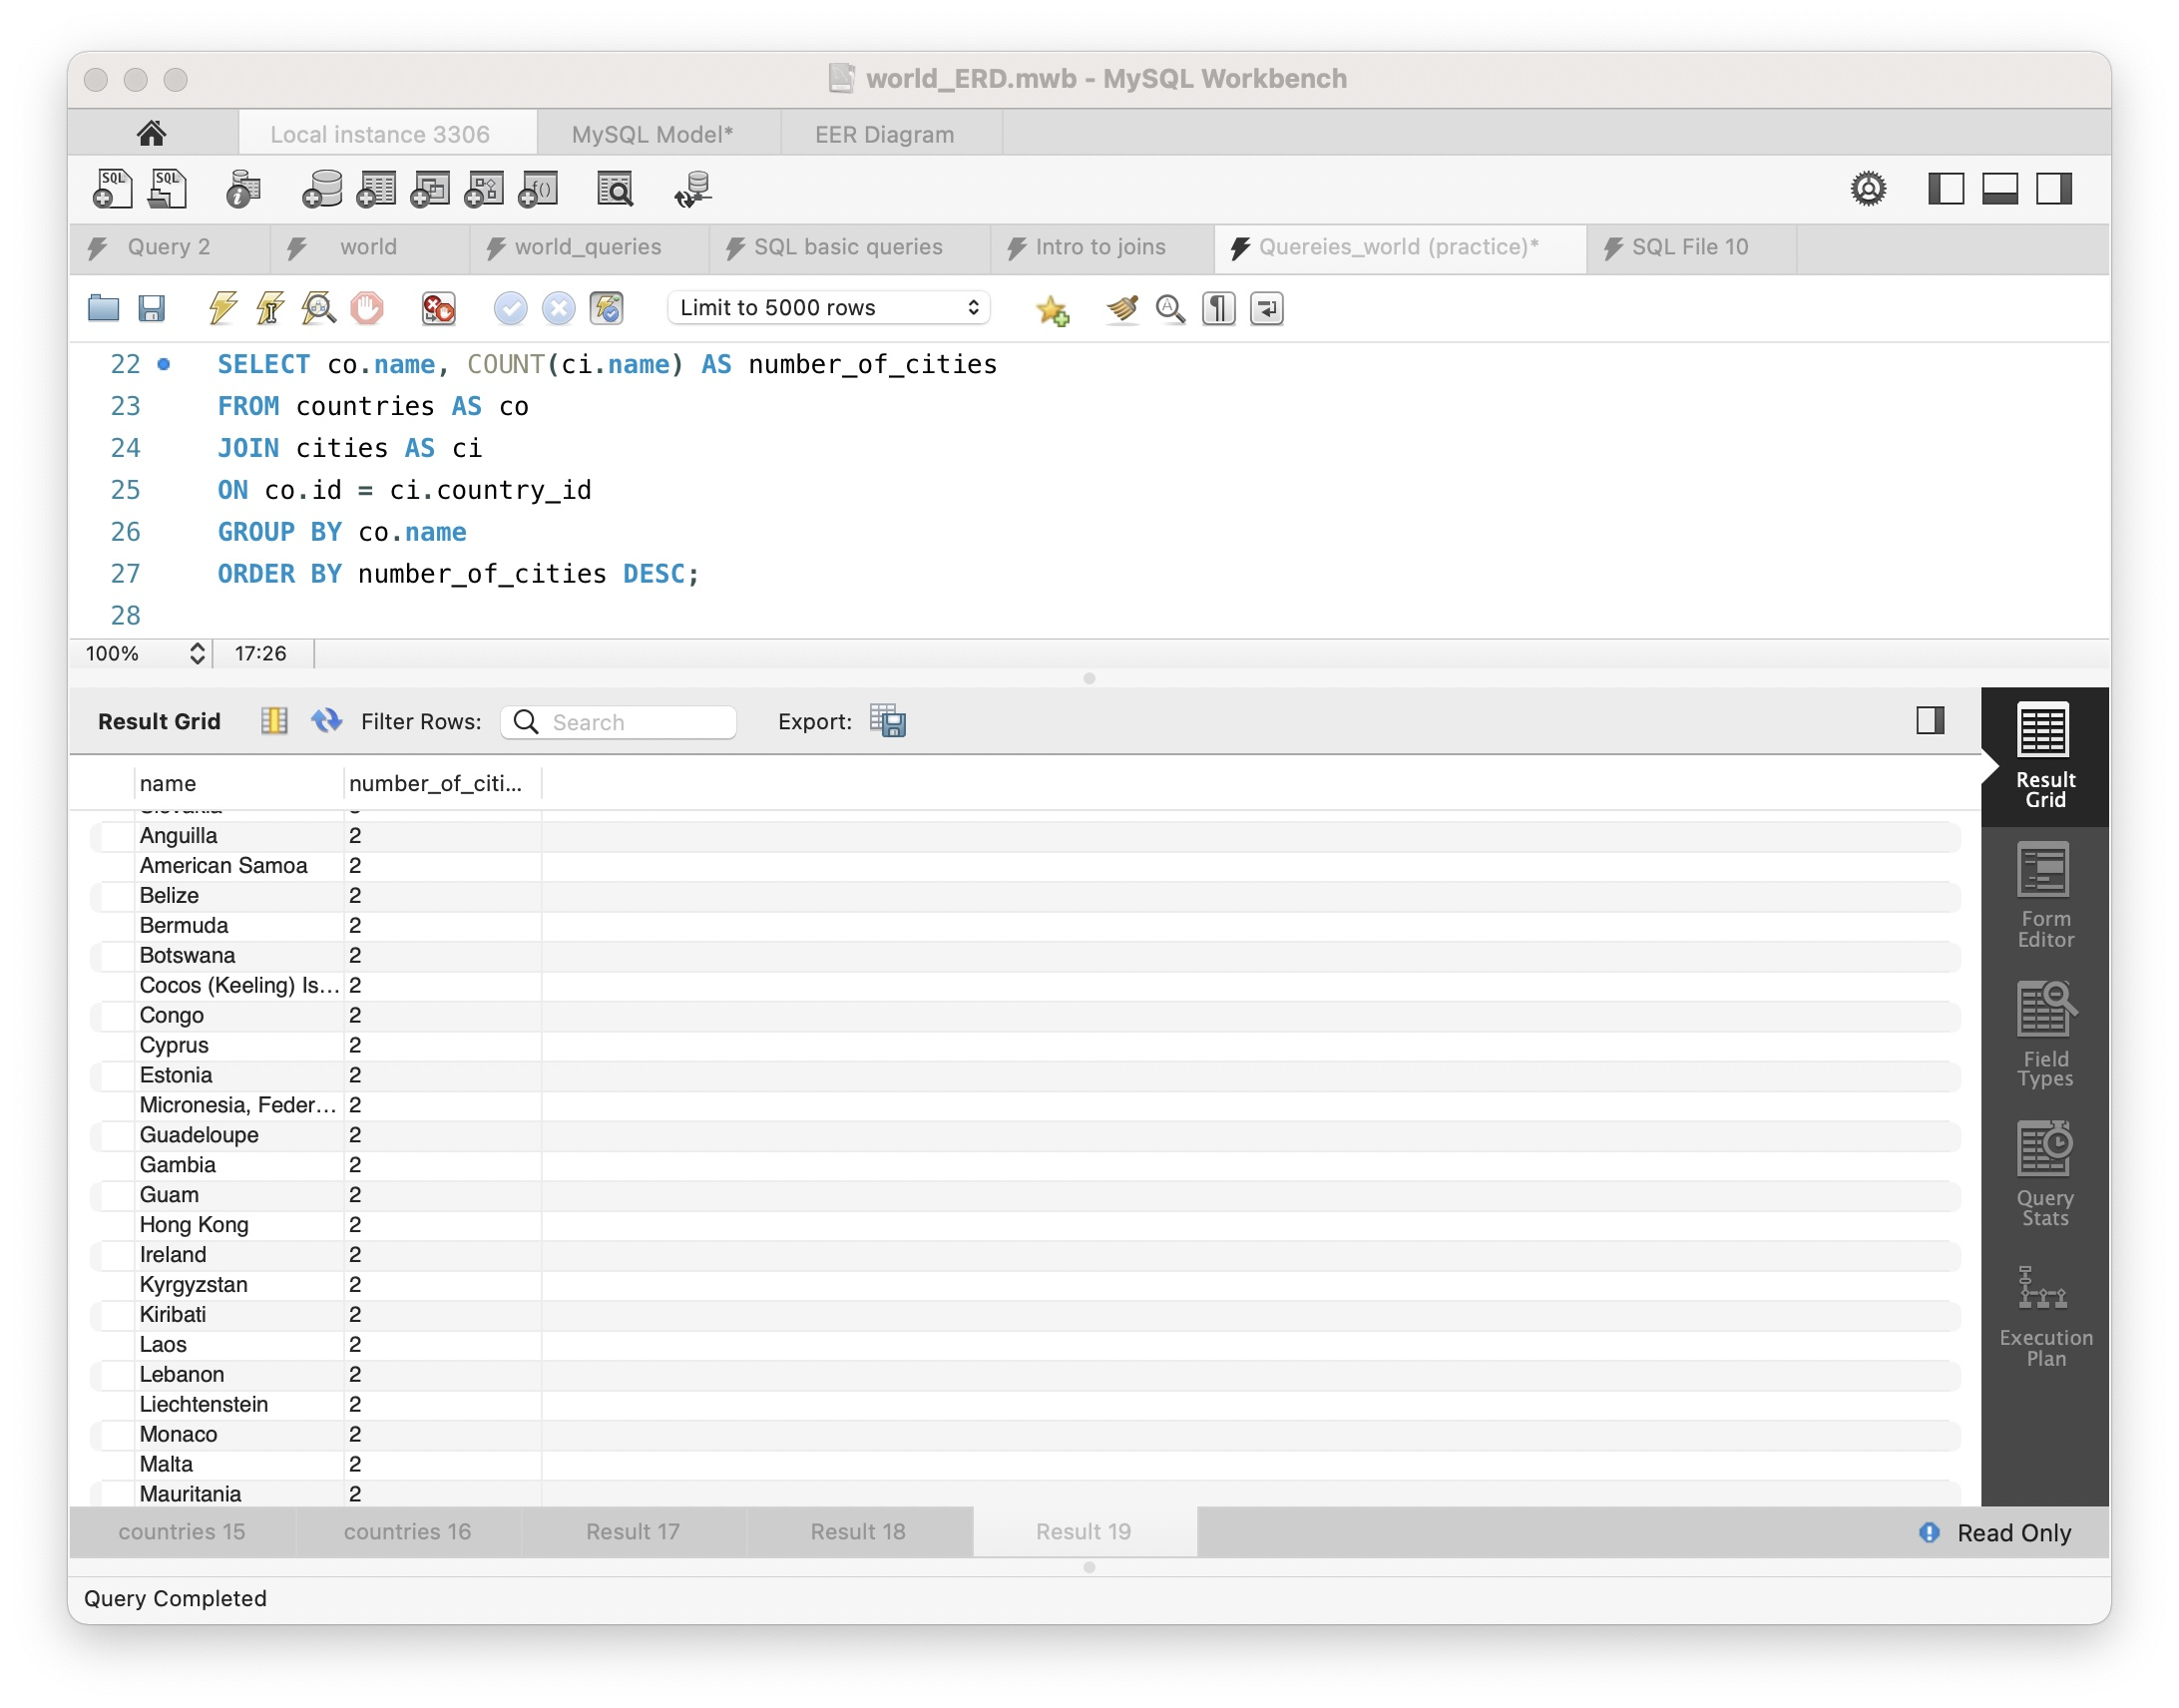 world_ERD.mwb - MySQL Workbench
Local instance 3306
MySQL Model*
EER Diagram
SQL
SQL
Query 2
world
world_queries
SQL basic queries
Intro to joins
Quereies_world (practice)*
SQL File 10
Limit to 5000 rows
22 SELECT co.name, COUNT(ci.name) AS number_of_cities
23 FROM countries AS co
24 JOIN cities AS ci
25 ON co.id = ci.country_id
26 GROUP BY co.name
27 ORDER BY number_of_cities DESC;
28
100%
17:26
Result Grid
Filter Rows:
Search
Export:
name number_of_citi...
Anguilla 2
American Samoa 2
Belize 2
Bermuda 2
Botswana 2
Cocos (Keeling) Is... 2
Congo 2
Cyprus 2
Estonia 2
Micronesia, Feder... 2
Guadeloupe 2
Gambia 2
Guam 2
Hong Kong 2
Ireland 2
Kyrgyzstan 2
Kiribati 2
Laos 2
Lebanon 2
Liechtenstein 2
Monaco 2
Malta 2
Mauritania 2
Result
Grid
Form
Editor
Field
Types
Query
Stats
Execution
Plan
countries 15
countries 16
Result 17
Result 18
Result 19
Read Only
Query Completed